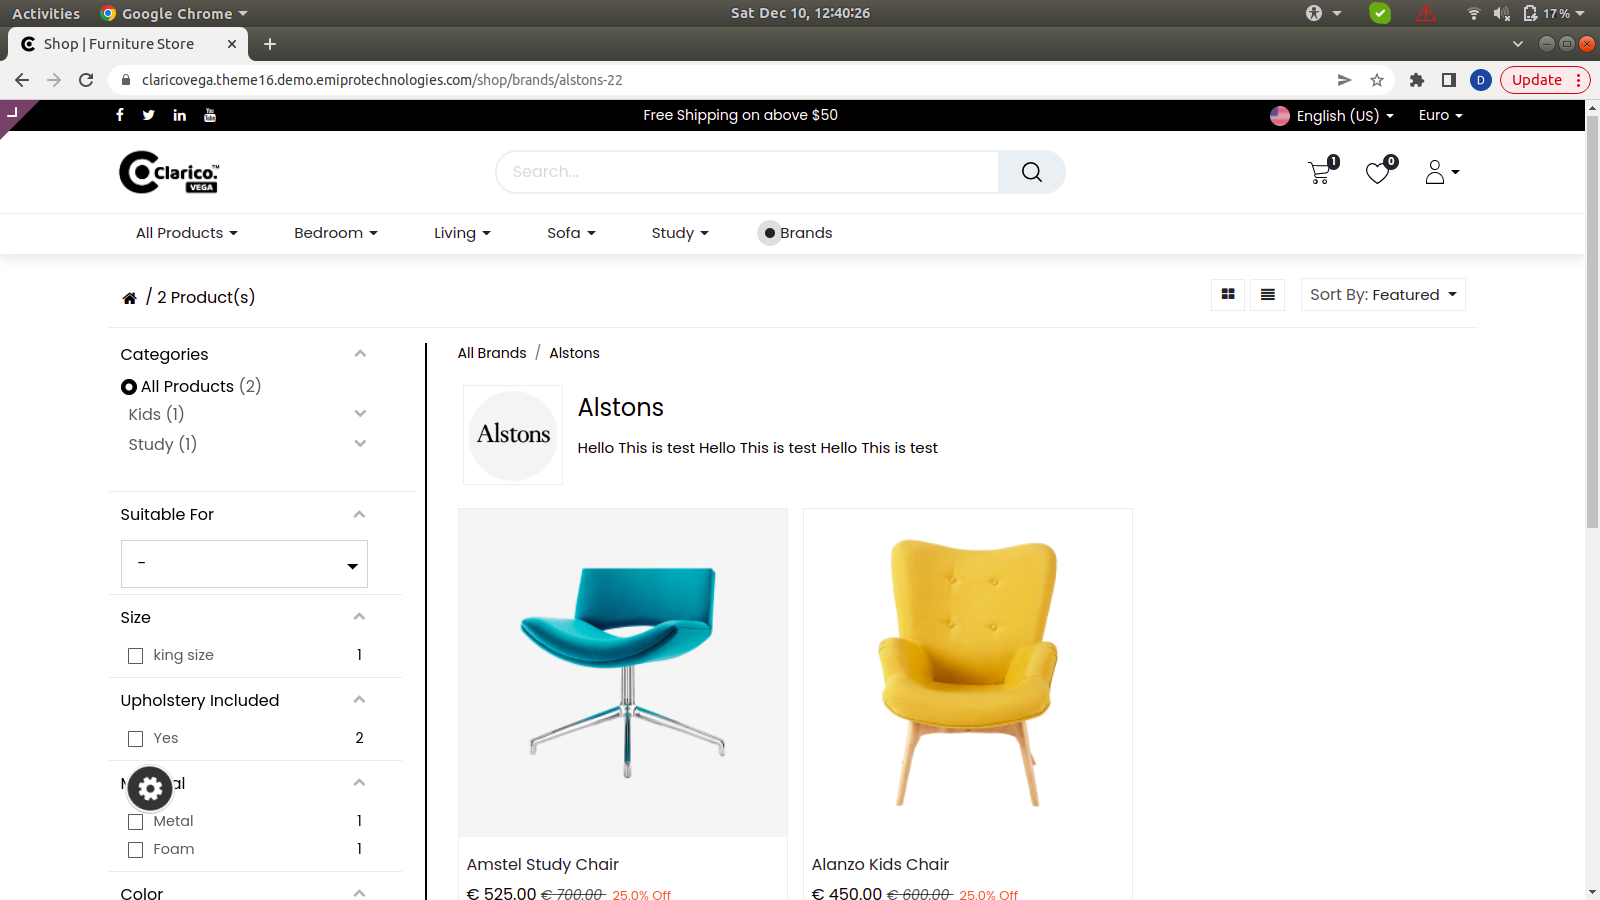 Activities Google Chrome Sat Dec 10, 12:40:26 17%
Shop | Furniture Store
claricovega.theme16.demo.emiprotechnologies.com/shop/brands/alstons-22 D Update
Free Shipping on above $50 English (US) Euro
Clarico.™ VEGA Search... 1 0
All Products Bedroom Living Sofa Study Brands
/ 2 Product(s) Sort By: Featured
Categories
All Products (2)
Kids (1)
Study (1)
Suitable For
-
Size
king size 1
Upholstery Included
Yes 2
Metal 1
Foam 1
Color
All Brands / Alstons
Alstons
Alstons
Hello This is test Hello This is test Hello This is test
Amstel Study Chair
€ 525.00 € 700.00 25.0% Off
Alanzo Kids Chair
€ 450.00 € 600.00 25.0% Off